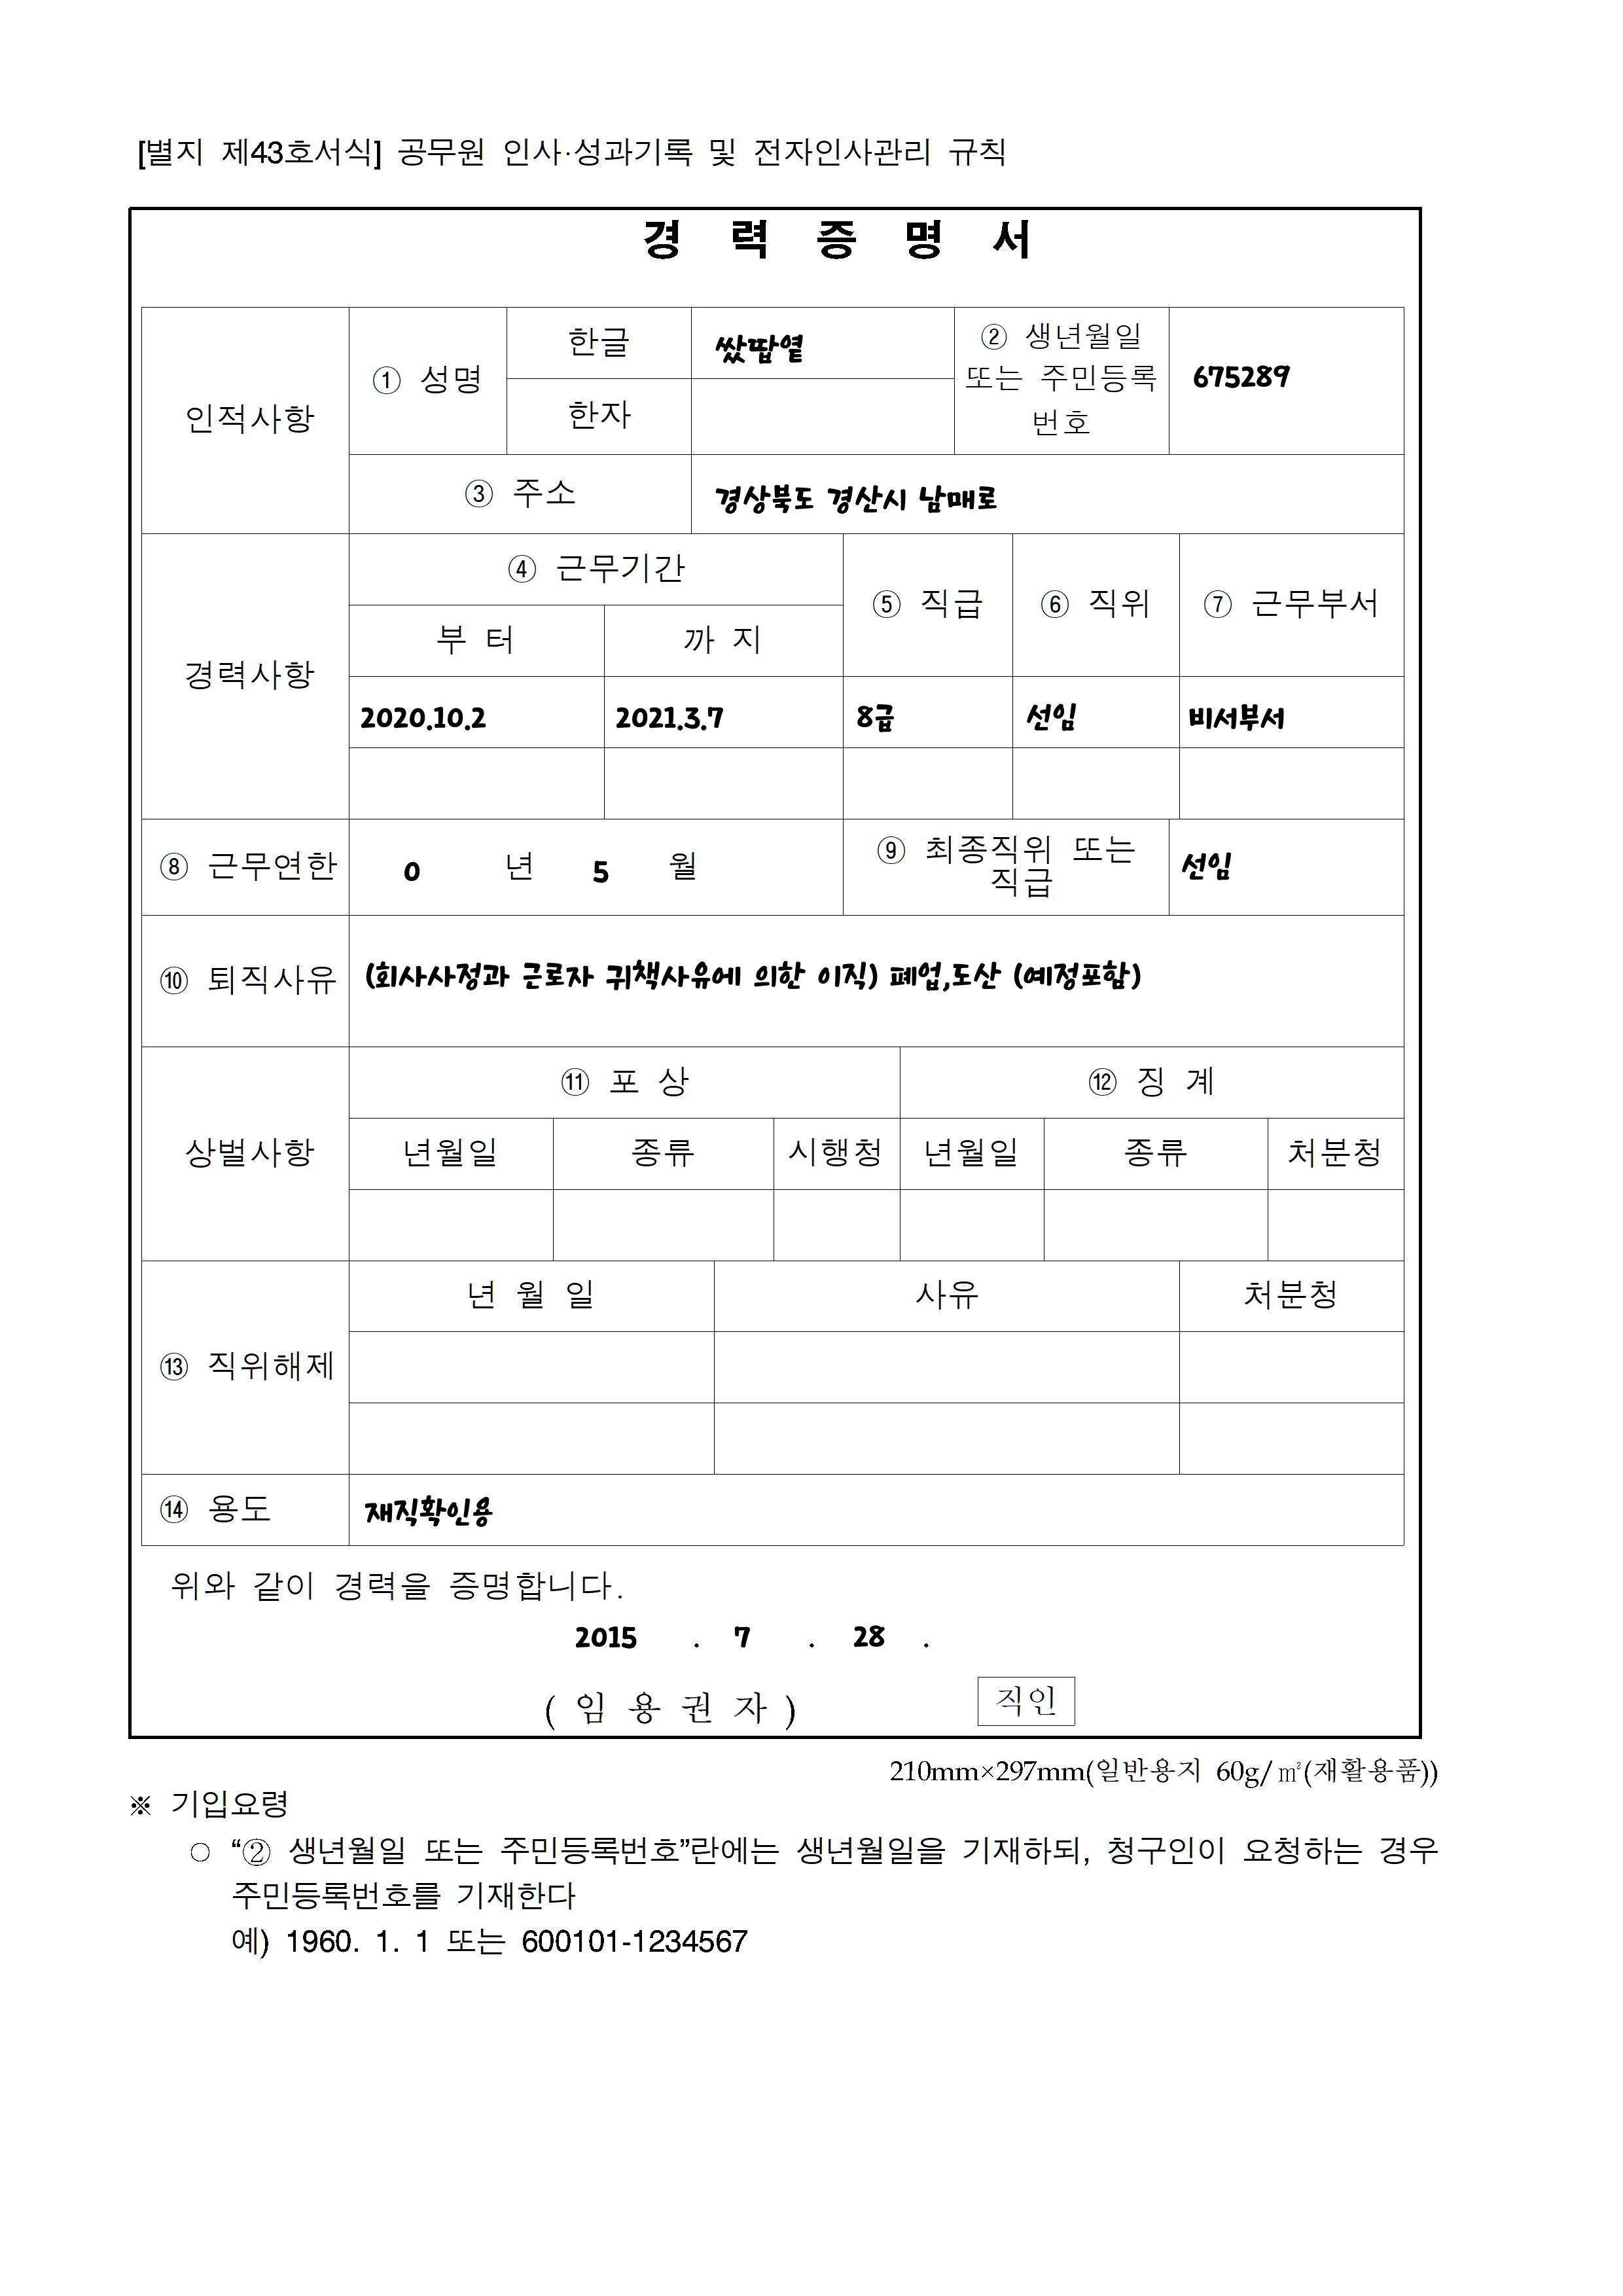 [별지 제43호서식] 공무원 인사·성과기록 및 전자인사관리 규칙
경 력 증 명 서
인적사항
① 성명
한글
쌌땁옅
② 생년월일
또는 주민등록
번호
675289
한자
③ 주소
경상북도 경산시 남매로
경력사항
④ 근무기간
⑤ 직급
⑥ 직위
⑦ 근무부서
부 터
까 지
2020.10.2
2021.3.7
8급
선임
비서부서
⑧ 근무연한
0 년 5 월
⑨ 최종직위 또는
직급
선임
⑩ 퇴직사유
(회사사정과 근로자 귀책사유에 의한 이직) 폐업,도산 (예정포함)
상벌사항
⑪ 포 상
⑫ 징 계
년월일
종류
시행청
년월일
종류
처분청
⑬ 직위해제
년 월 일
사유
처분청
⑭ 용도
재직확인용
위와 같이 경력을 증명합니다.
2015 . 7 . 28 .
( 임 용 권 자 )
직인
210mm×297mm(일반용지 60g/㎡(재활용품))
※ 기입요령
○ “② 생년월일 또는 주민등록번호”란에는 생년월일을 기재하되, 청구인이 요청하는 경우
주민등록번호를 기재한다
예) 1960. 1. 1 또는 600101-1234567